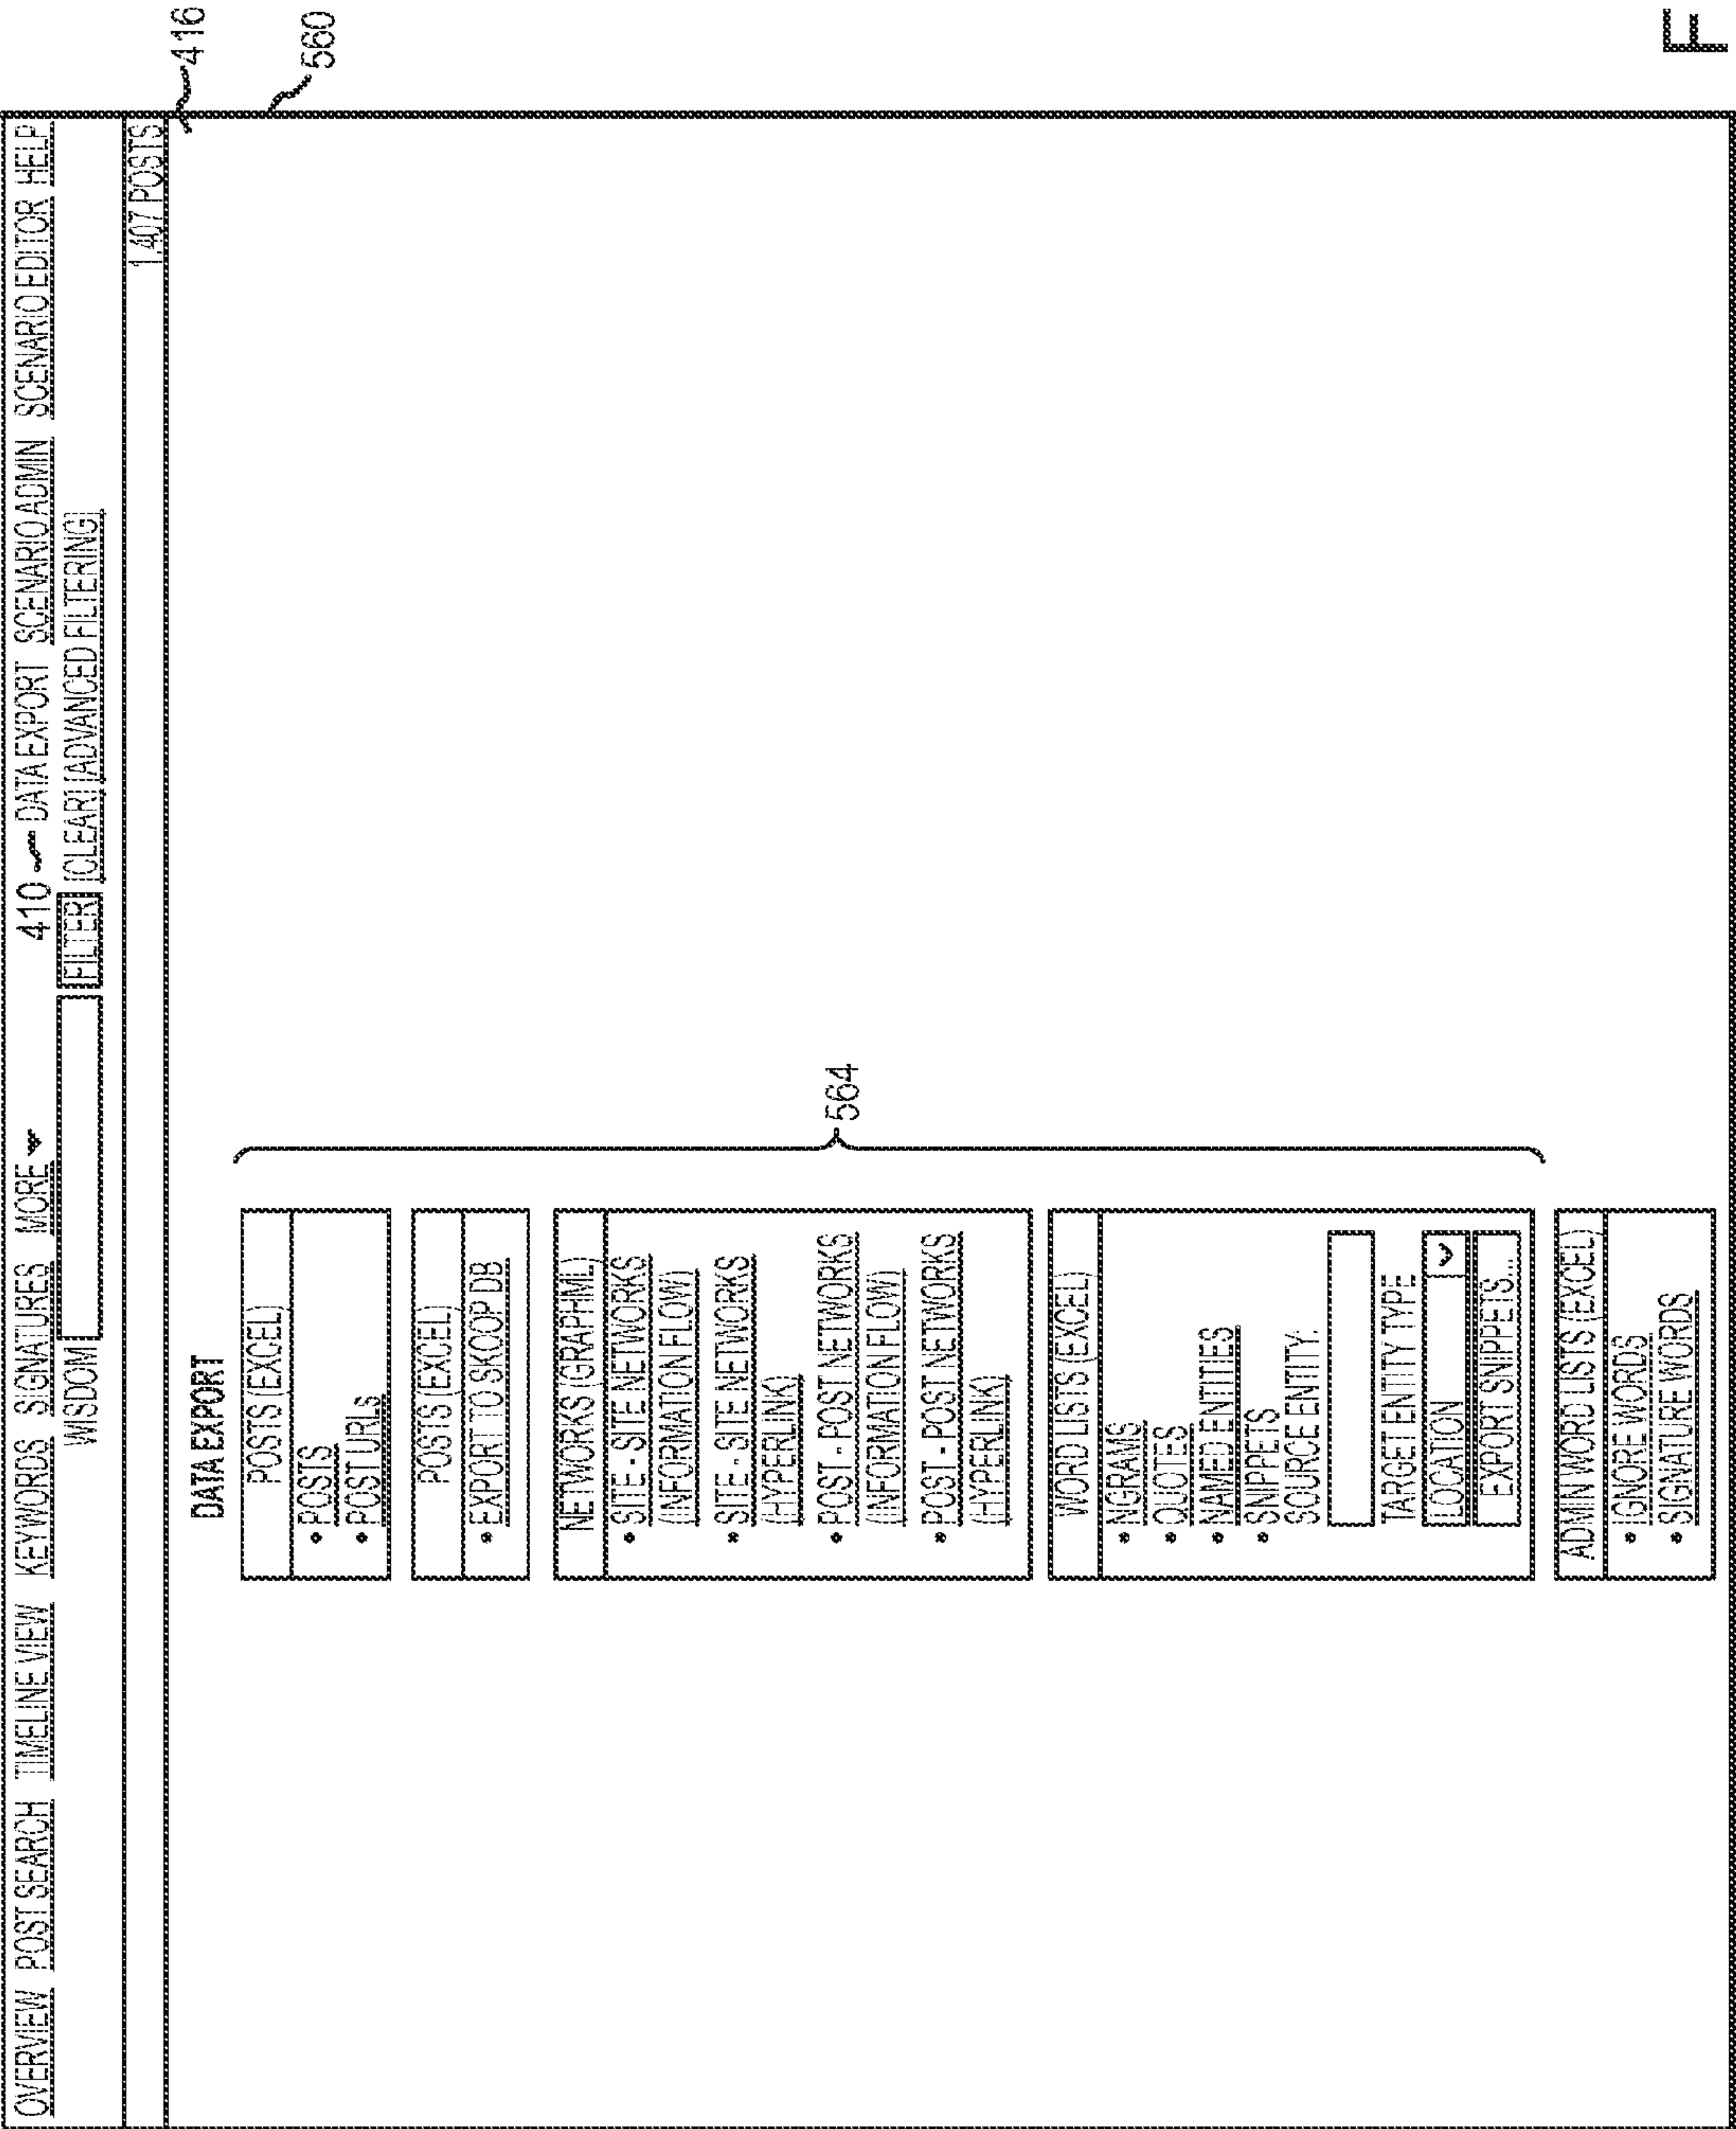 OVERVIEW POST SEARCH TIMELINE VIEW KEYWORDS SIGNATURES MORE 410 DATA EXPORT SCENARIO ADMIN SCENARIO EDITOR HELP
WISDOM FILTER [CLEAR] [ADVANCED FILTERING]
1,407 POSTS
416
560
DATA EXPORT
POSTS (EXCEL)
• POSTS
• POST URLs
POSTS (EXCEL)
• EXPORT TO SKOOP DB
NETWORKS (GRAPHML)
• SITE - SITE NETWORKS
(INFORMATION FLOW)
• SITE - SITE NETWORKS
(HYPERLINK)
• POST - POST NETWORKS
(INFORMATION FLOW)
• POST - POST NETWORKS
(HYPERLINK)
564
WORD LISTS (EXCEL)
• NGRAMS
• QUOTES
• NAMED ENTITIES
• SNIPPETS
SOURCE ENTITY:
TARGET ENTITY TYPE
LOCATION
EXPORT SNIPPETS...
ADMIN WORD LISTS (EXCEL)
• IGNORE WORDS
• SIGNATURE WORDS
F